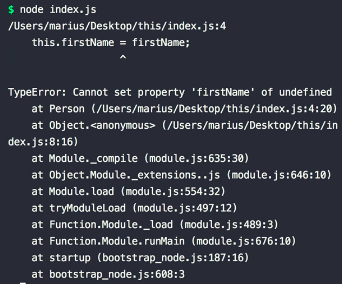 $ node index.js
/Users/marius/Desktop/this/index.js:4
    this.firstName = firstName;
                   ^

TypeError: Cannot set property 'firstName' of undefined
    at Person (/Users/marius/Desktop/this/index.js:4:20)
    at Object.<anonymous> (/Users/marius/Desktop/this/in
dex.js:8:16)
    at Module._compile (module.js:635:30)
    at Object.Module._extensions..js (module.js:646:10)
    at Module.load (module.js:554:32)
    at tryModuleLoad (module.js:497:12)
    at Function.Module._load (module.js:489:3)
    at Function.Module.runMain (module.js:676:10)
    at startup (bootstrap_node.js:187:16)
    at bootstrap_node.js:608:3